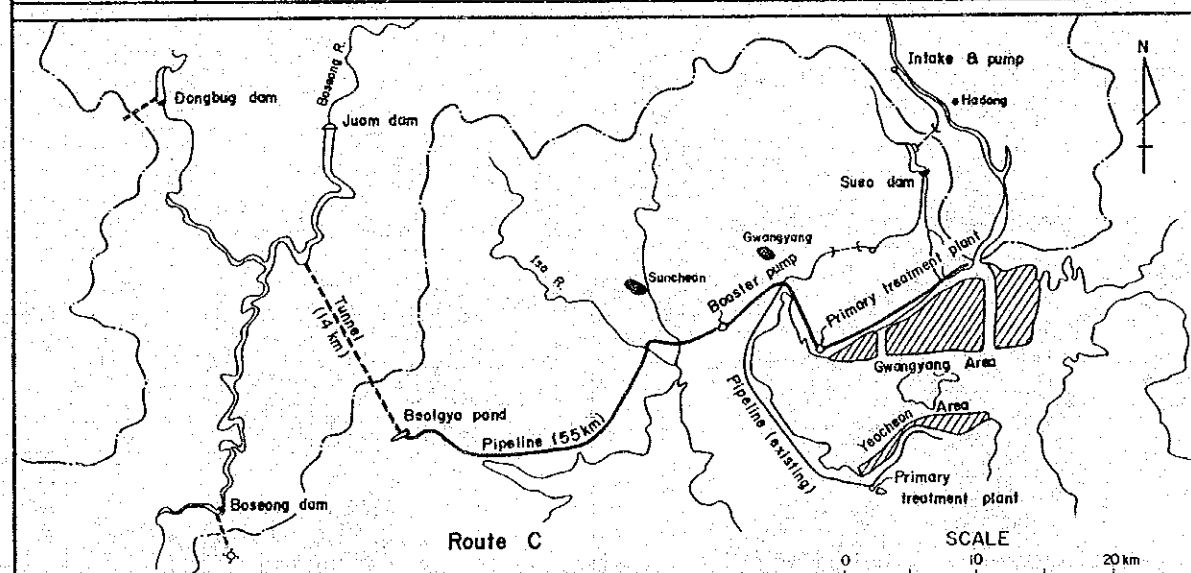 Boseong R.
N
Intake & pump
Dongbug dam
Hadong
Juam dam
Sueo dam
Gwangyang
Isa R.
Suncheon
Booster pump
Primary treatment plant
Tunnel
(14 km)
Gwangyang Area
Beolgyo pond
Pipeline (55 km)
Pipeline (existing)
Yeocheon Area
Primary
treatment plant
Boseong dam
Route C
SCALE
0 10 20 km